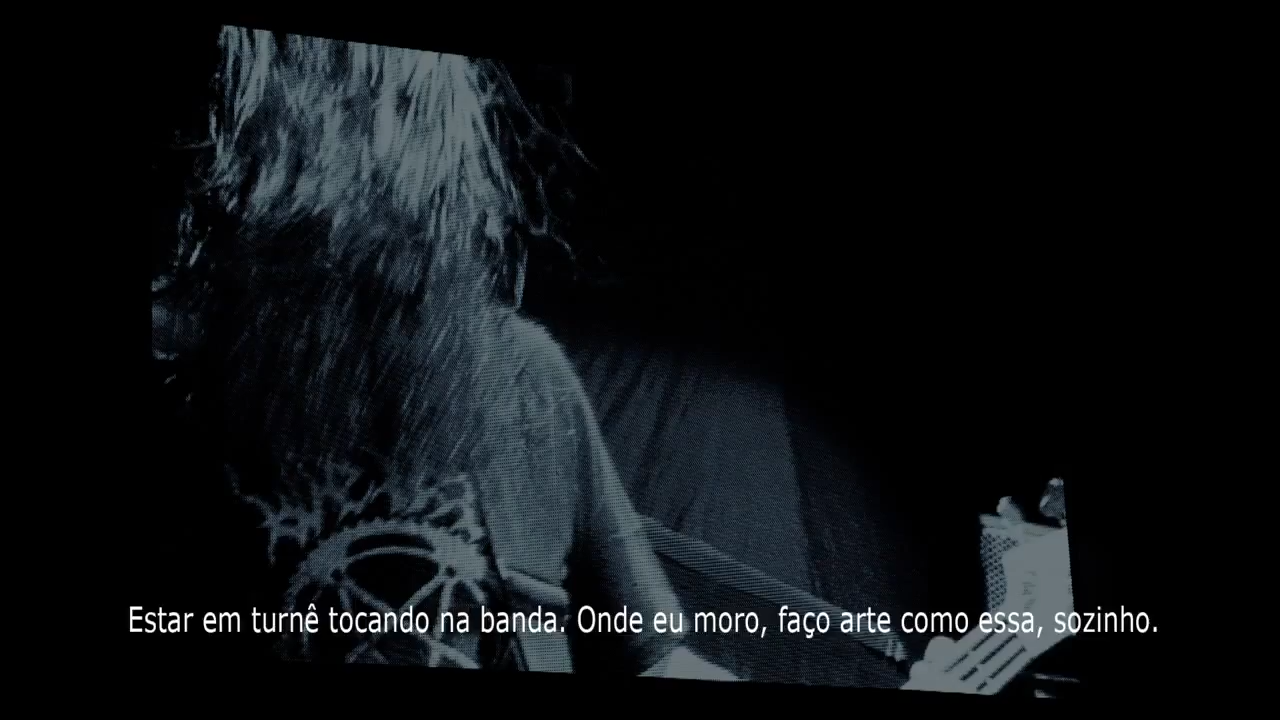 Estar em turnê tocando na banda. Onde eu moro, faço arte como essa, sozinho.